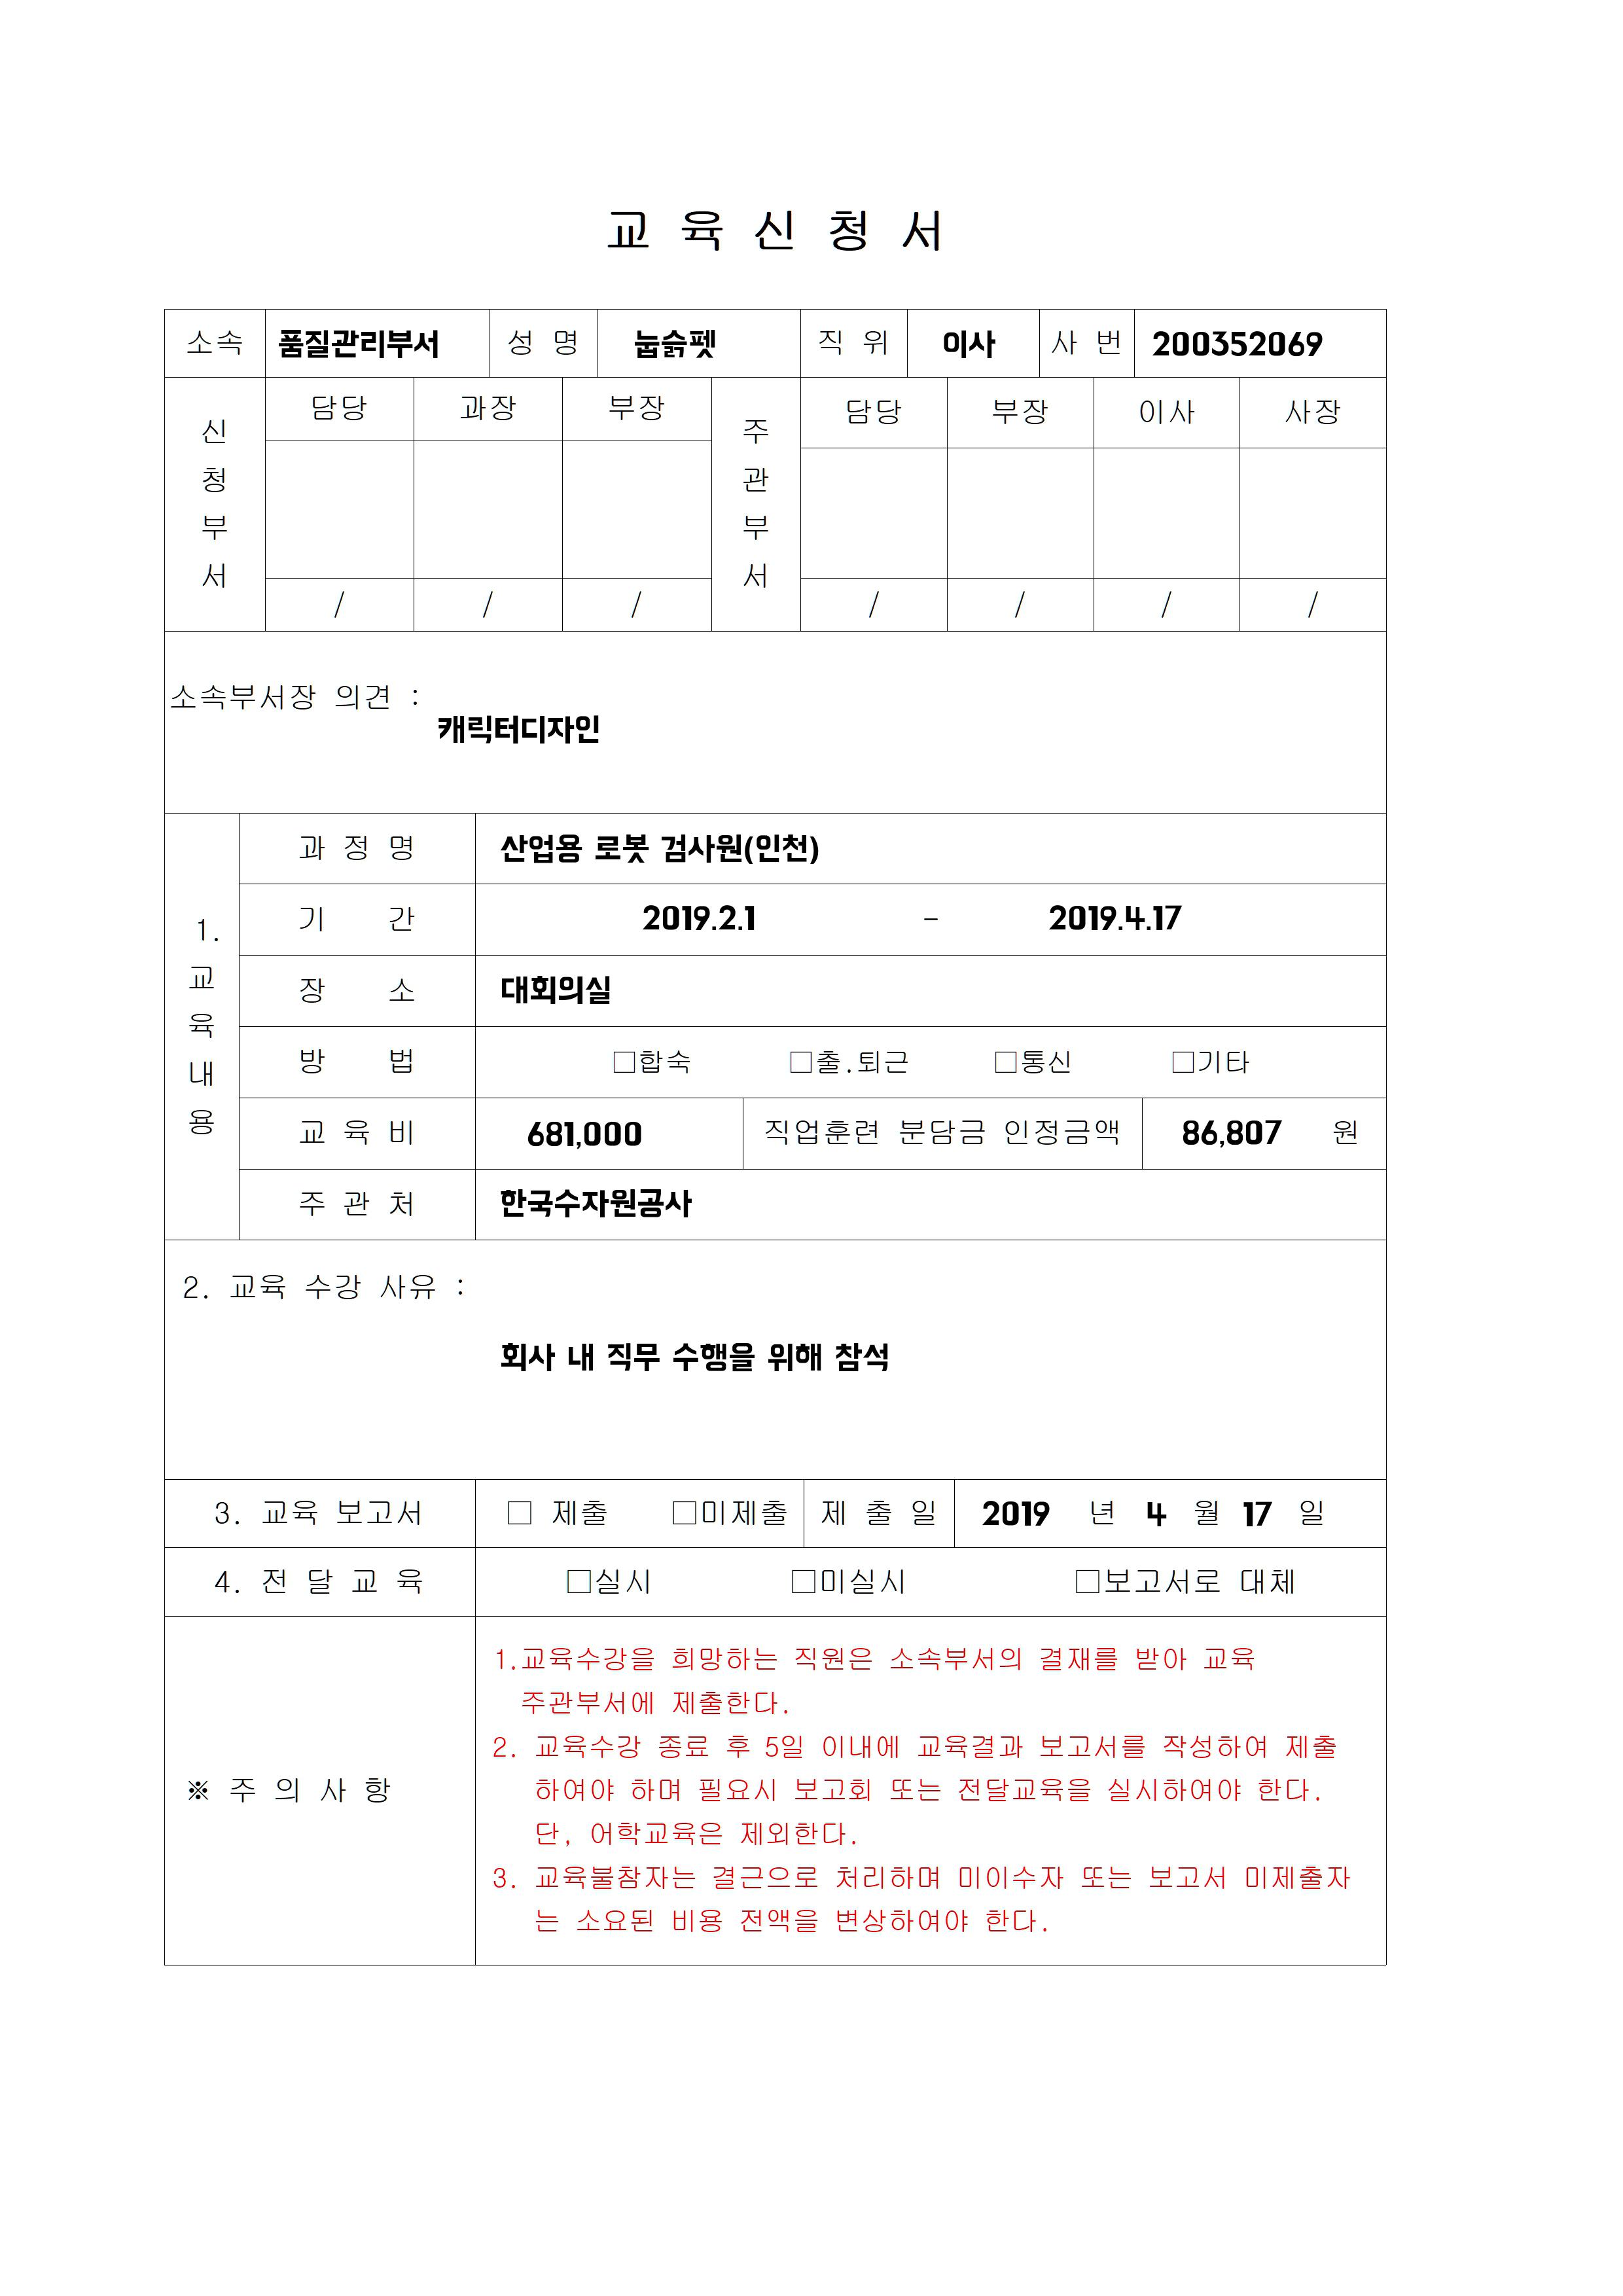 교 육 신 청 서
소속 품질관리부서 성 명 눕숡펫 직 위 이사 사 번 200352069
신청부서 담당 과장 부장 주관부서 담당 부장 이사 사장
/ / / / / / /
소속부서장 의견 :
캐릭터디자인
1. 교육내용
과 정 명 산업용 로봇 검사원(인천)
기 간 2019.2.1 - 2019.4.17
장 소 대회의실
방 법 □합숙 □출.퇴근 □통신 □기타
교 육 비 681,000 직업훈련 분담금 인정금액 86,807 원
주 관 처 한국수자원공사
2. 교육 수강 사유 :
회사 내 직무 수행을 위해 참석
3. 교육 보고서 □ 제출 □미제출 제 출 일 2019 년 4 월 17 일
4. 전 달 교 육 □실시 □미실시 □보고서로 대체
※ 주 의 사 항
1.교육수강을 희망하는 직원은 소속부서의 결재를 받아 교육
주관부서에 제출한다.
2. 교육수강 종료 후 5일 이내에 교육결과 보고서를 작성하여 제출
하여야 하며 필요시 보고회 또는 전달교육을 실시하여야 한다.
단, 어학교육은 제외한다.
3. 교육불참자는 결근으로 처리하며 미이수자 또는 보고서 미제출자
는 소요된 비용 전액을 변상하여야 한다.